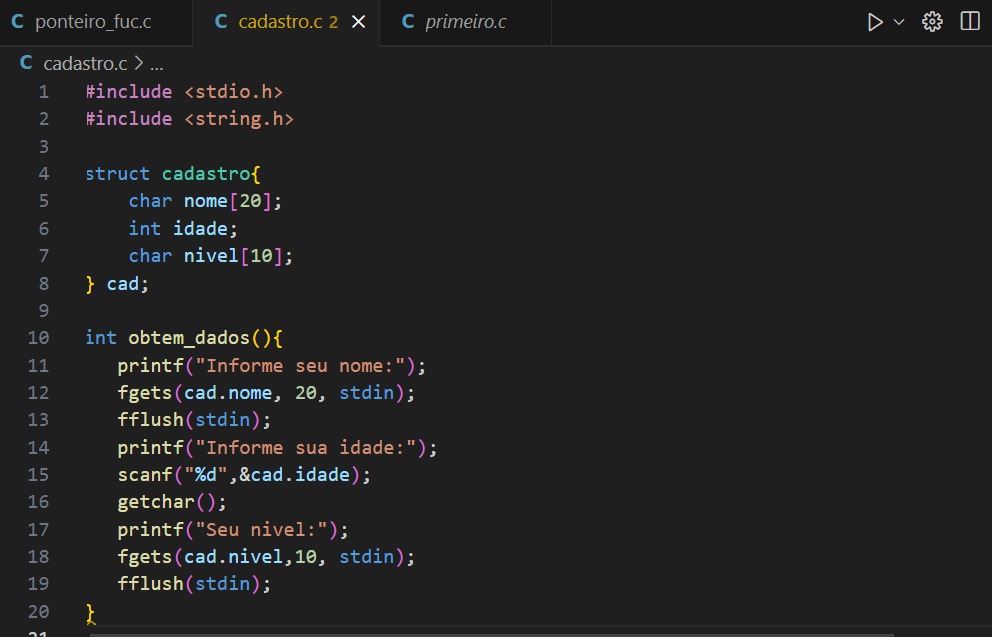 C ponteiro_fuc.c C cadastro.c 2 × C primeiro.c
C cadastro.c > ...
1 #include <stdio.h>
2 #include <string.h>
3
4 struct cadastro{
5 char nome[20];
6 int idade;
7 char nivel[10];
8 } cad;
9
10 int obtem_dados(){
11 printf("Informe seu nome:");
12 fgets(cad.nome, 20, stdin);
13 fflush(stdin);
14 printf("Informe sua idade:");
15 scanf("%d",&cad.idade);
16 getchar();
17 printf("Seu nivel:");
18 fgets(cad.nivel,10, stdin);
19 fflush(stdin);
20 }
21